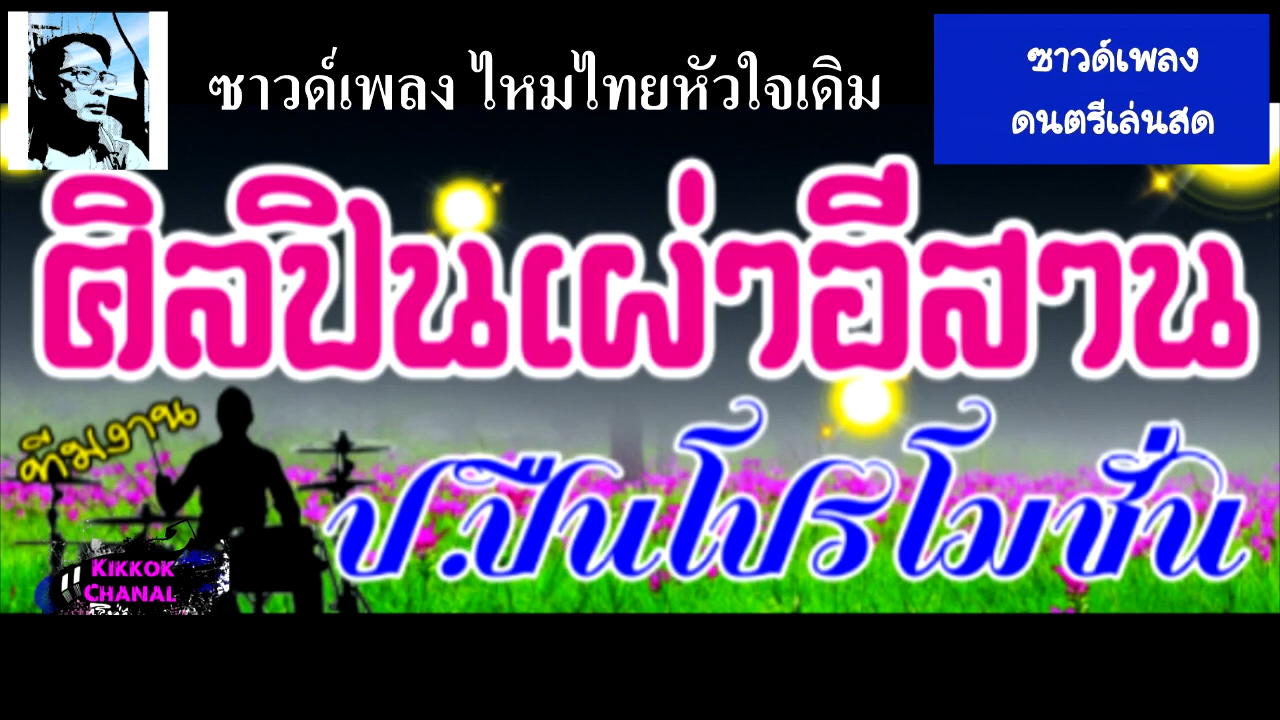 ซาวด์เพลง ไหมไทยหัวใจเดิม
ซาวด์เพลง
ดนตรีเล่นสด
ศิลปินเผ่าอีสาน
ทีมงาน
ป.ปืนโปรโมชั่น
KIKKOK
CHANAL